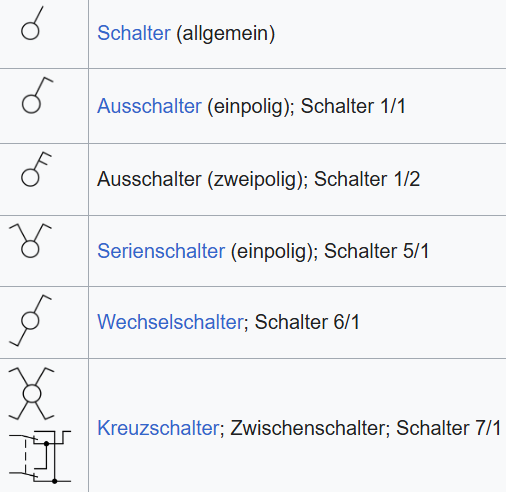 Schalter (allgemein)
Ausschalter (einpolig); Schalter 1/1
Ausschalter (zweipolig); Schalter 1/2
Serienschalter (einpolig); Schalter 5/1
Wechselschalter; Schalter 6/1
Kreuzschalter; Zwischenschalter; Schalter 7/1